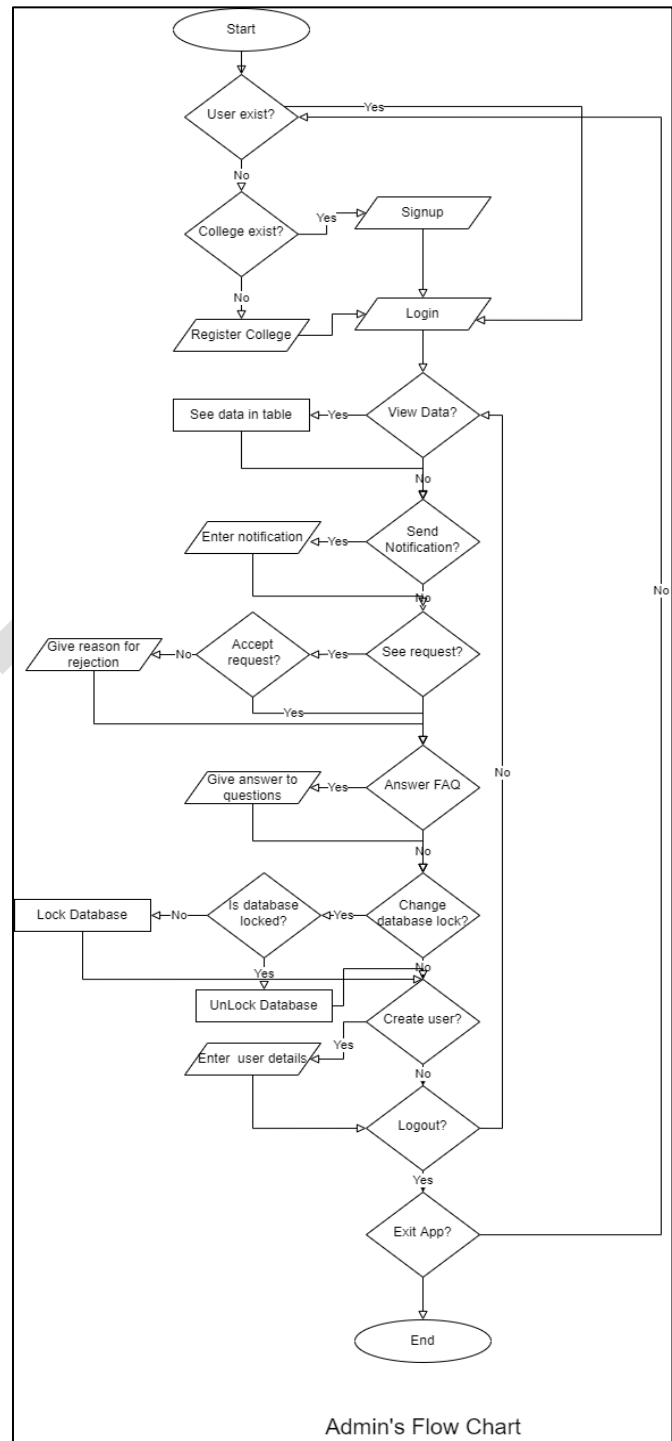 Start
User exist?
Yes
No
College exist?
Yes
Signup
No
Register College
Login
See data in table
Yes
View Data?
No
Enter notification
Yes
Send
Notification?
No
Give reason for
rejection
No
Accept
request?
Yes
See request?
Yes
Give answer to
questions
Yes
Answer FAQ
No
No
No
Lock Database
No
Is database
locked?
Yes
Change
database lock?
Yes
No
UnLock Database
Create user?
Yes
Enter user details
No
Logout?
Yes
Exit App?
End
Admin's Flow Chart